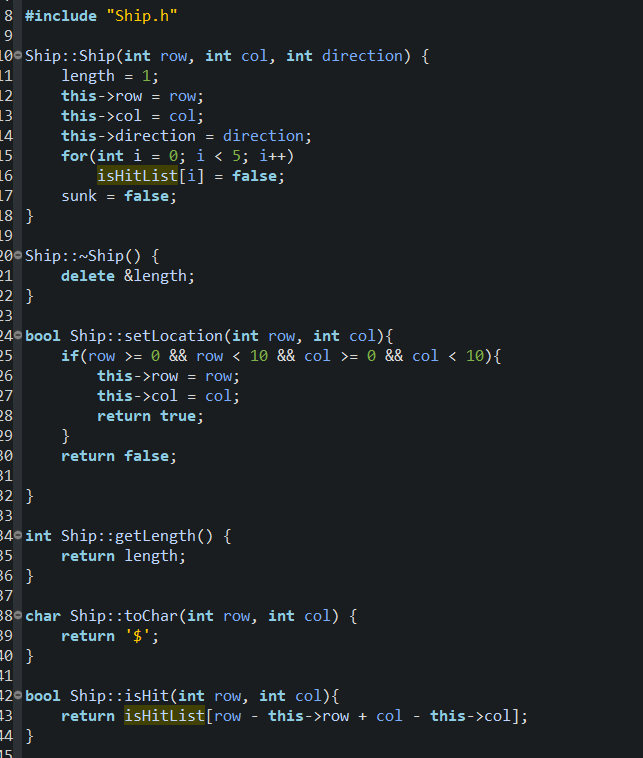 8 #include "Ship.h"
9
10 Ship::Ship(int row, int col, int direction) {
11     length = 1;
12     this->row = row;
13     this->col = col;
14     this->direction = direction;
15     for(int i = 0; i < 5; i++)
16         isHitList[i] = false;
17     sunk = false;
18 }
19
20 Ship::~Ship() {
21     delete &length;
22 }
23
24 bool Ship::setLocation(int row, int col){
25     if(row >= 0 && row < 10 && col >= 0 && col < 10){
26         this->row = row;
27         this->col = col;
28         return true;
29     }
30     return false;
31
32 }
33
34 int Ship::getLength() {
35     return length;
36 }
37
38 char Ship::toChar(int row, int col) {
39     return '$';
40 }
41
42 bool Ship::isHit(int row, int col){
43     return isHitList[row - this->row + col - this->col];
44 }
45